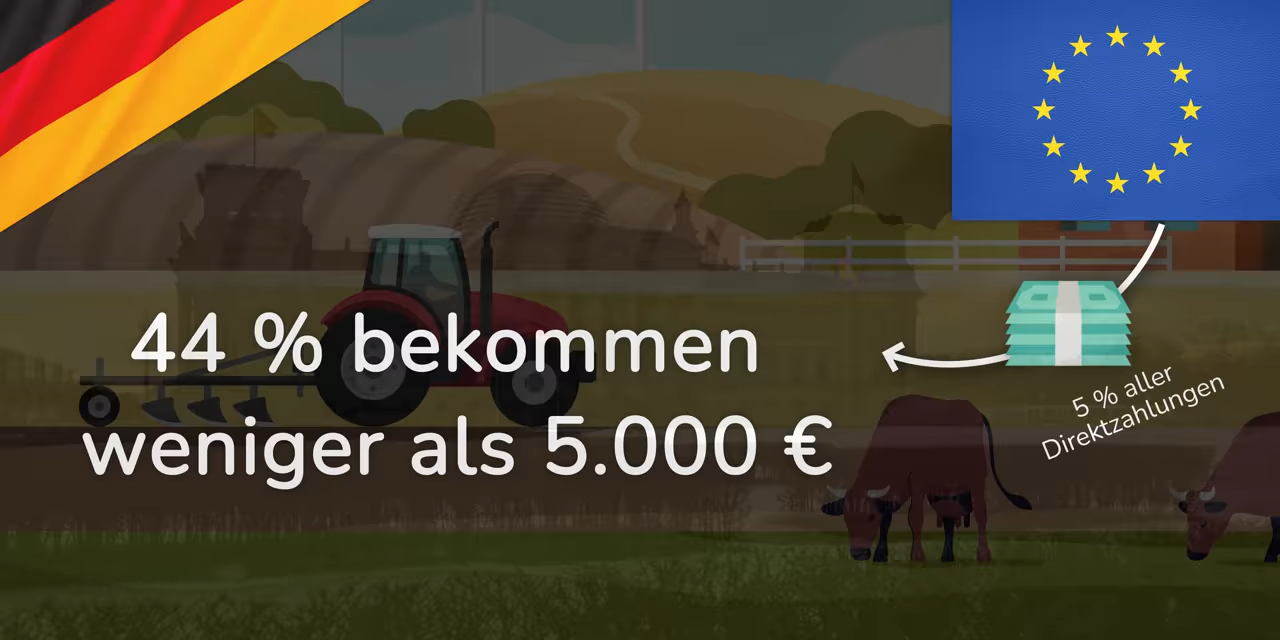 44 % bekommen
weniger als 5.000 €
5 % aller
Direktzahlungen